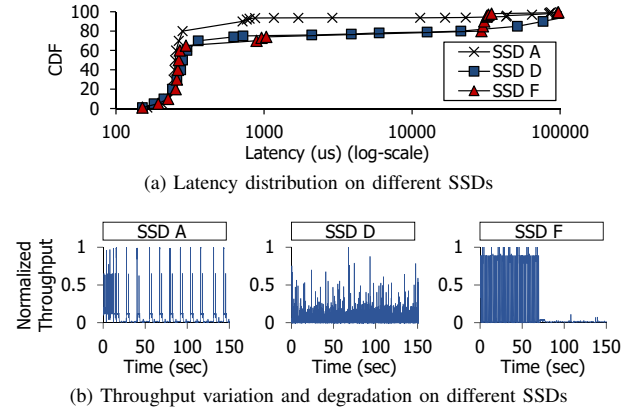 CDF
100
80
60
40
20
0
SSD A
SSD D
SSD F
100 1000 10000 100000
Latency (us) (log-scale)
(a) Latency distribution on different SSDs
SSD A SSD D SSD F
Normalized
Throughput
1 1 1
0.5 0.5 0.5
0 0 0
0 50 100 150 0 50 100 150 0 50 100 150
Time (sec) Time (sec) Time (sec)
(b) Throughput variation and degradation on different SSDs